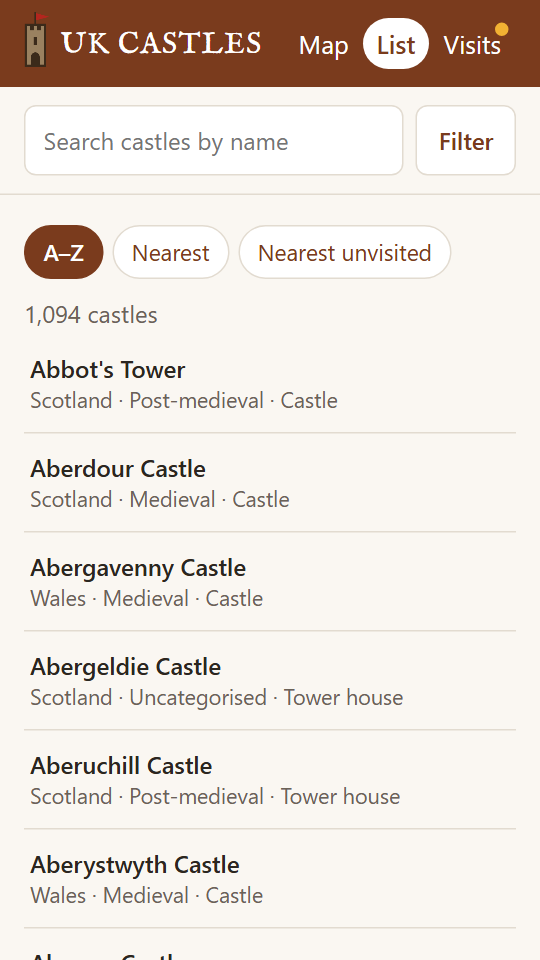 UK CASTLES
Map
List
Visits
Search castles by name
Filter
A–Z
Nearest
Nearest unvisited
1,094 castles
Abbot's Tower
Scotland · Post-medieval · Castle
Aberdour Castle
Scotland · Medieval · Castle
Abergavenny Castle
Wales · Medieval · Castle
Abergeldie Castle
Scotland · Uncategorised · Tower house
Aberuchill Castle
Scotland · Post-medieval · Tower house
Aberystwyth Castle
Wales · Medieval · Castle